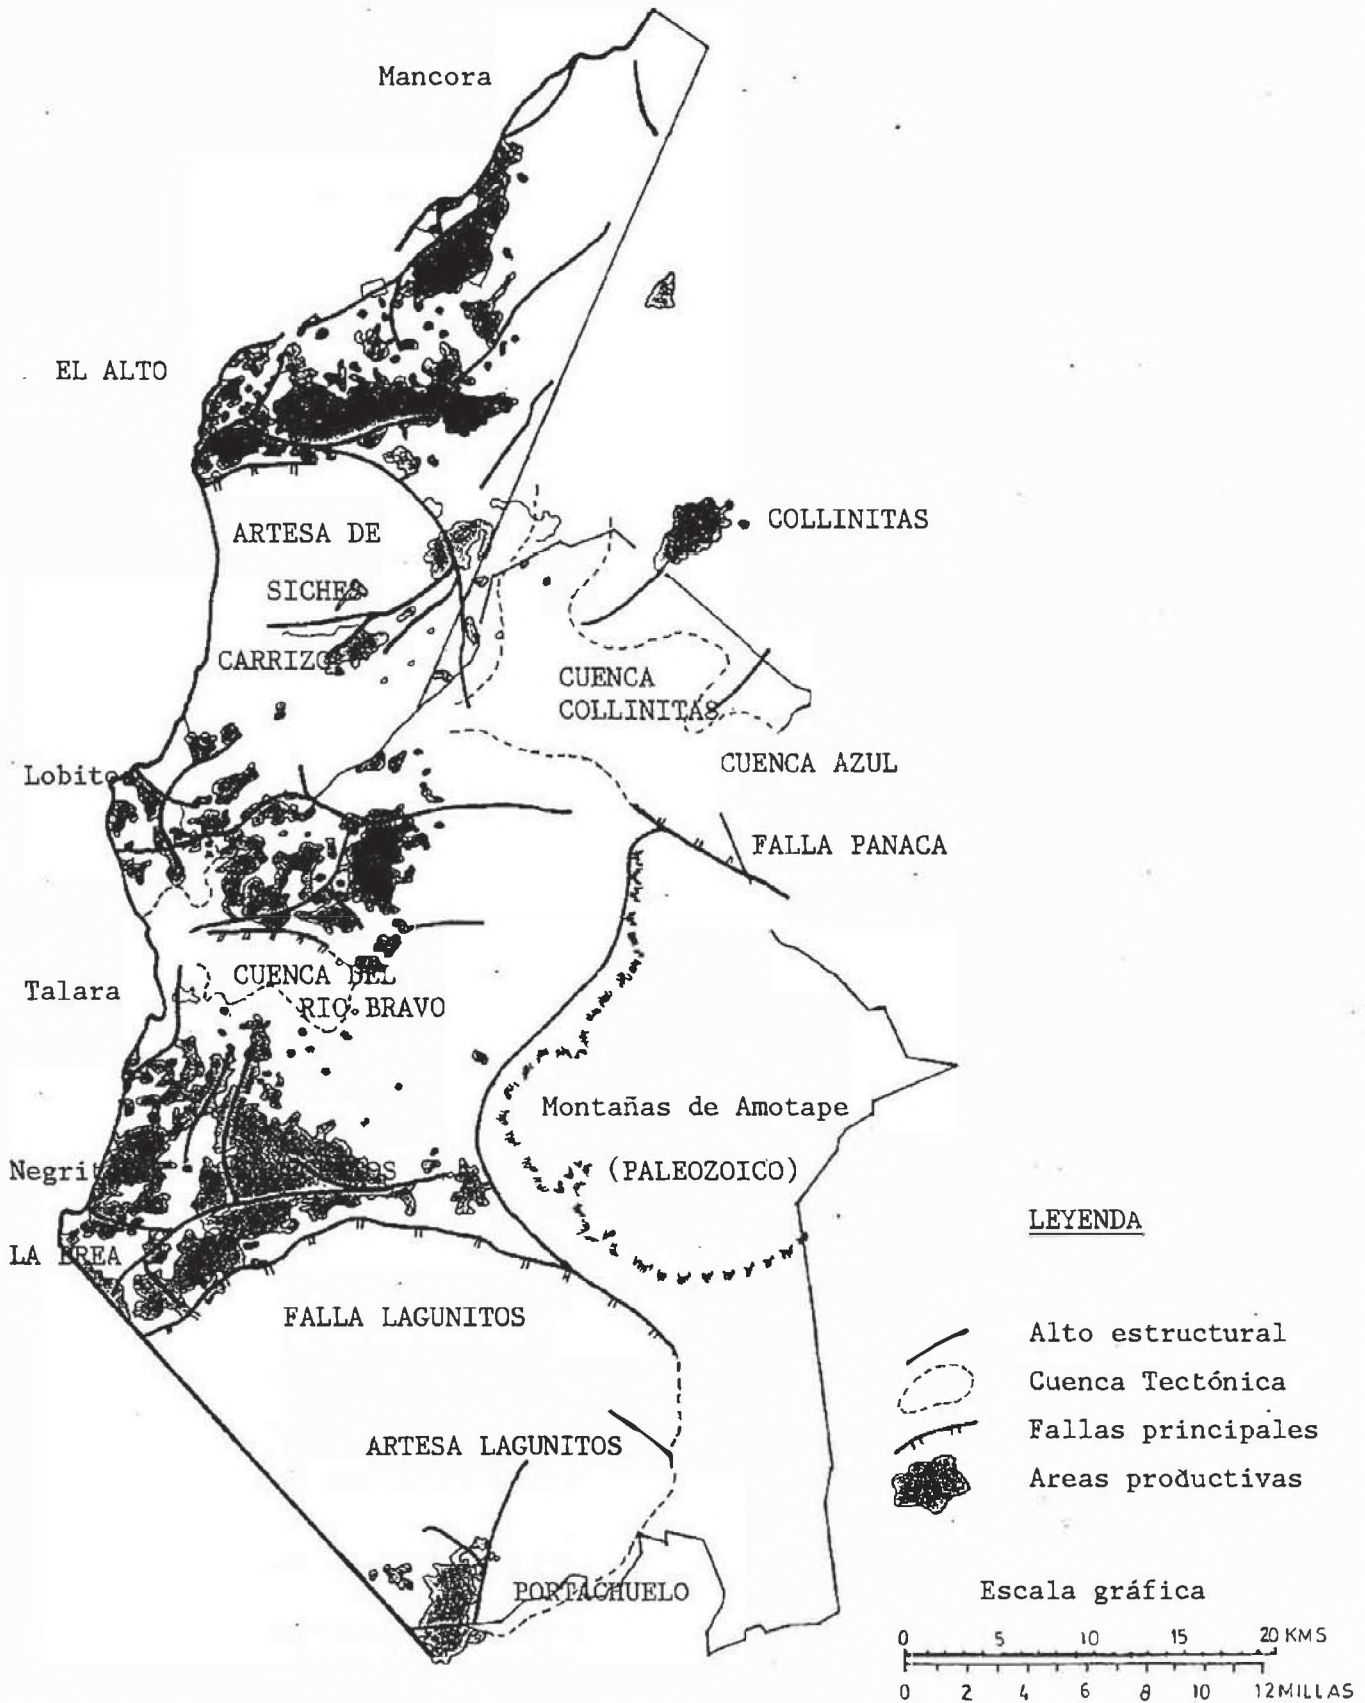 Mancora
EL ALTO
COLLINITAS
ARTESA DE
SICHES
CARRIZO
CUENCA
COLLINITAS
CUENCA AZUL
Lobito
FALLA PANACA
CUENCA DEL
RIO BRAVO
Talara
Montañas de Amotape
(PALEOZOICO)
Negrit
LA BREA
FALLA LAGUNITOS
ARTESA LAGUNITOS
PORTACHUELO
LEYENDA
Alto estructural
Cuenca Tectónica
Fallas principales
Areas productivas
Escala gráfica
0 5 10 15 20 KMS
0 2 4 6 8 10 12 MILLAS